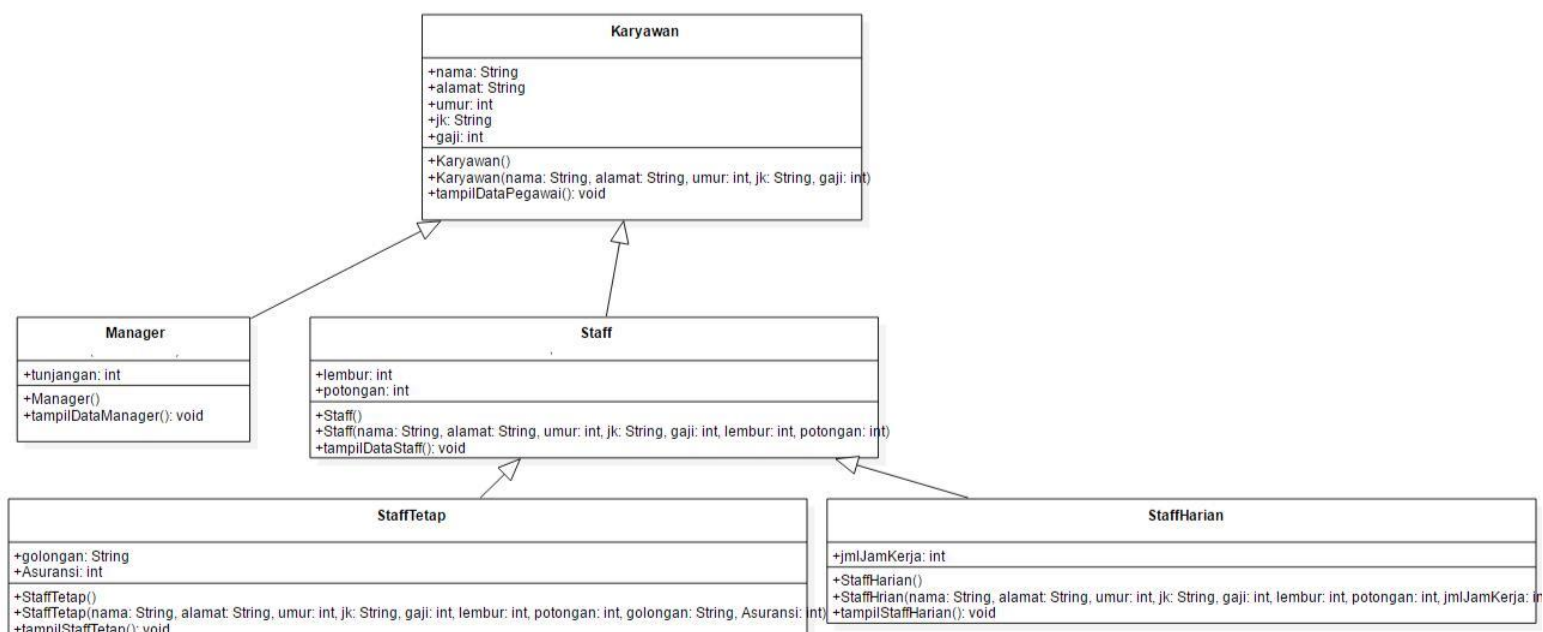 Karyawan
+nama: String
+alamat: String
+umur: int
+jk: String
+gaji: int
+Karyawan()
+Karyawan(nama: String, alamat: String, umur: int, jk: String, gaji: int)
+tampilDataPegawai(): void
Manager
+tunjangan: int
+Manager()
+tampilDataManager(): void
Staff
+lembur: int
+potongan: int
+Staff()
+Staff(nama: String, alamat: String, umur: int, jk: String, gaji: int, lembur: int, potongan: int)
+tampilDataStaff(): void
StaffTetap
+golongan: String
+Asuransi: int
+StaffTetap()
+StaffTetap(nama: String, alamat: String, umur: int, jk: String, gaji: int, lembur: int, potongan: int, golongan: String, Asuransi: int)
+tampilStaffTetap(): void
StaffHarian
+jmlJamKerja: int
+StaffHarian()
+StaffHrian(nama: String, alamat: String, umur: int, jk: String, gaji: int, lembur: int, potongan: int, jmlJamKerja:
+tampilStaffHarian(): void